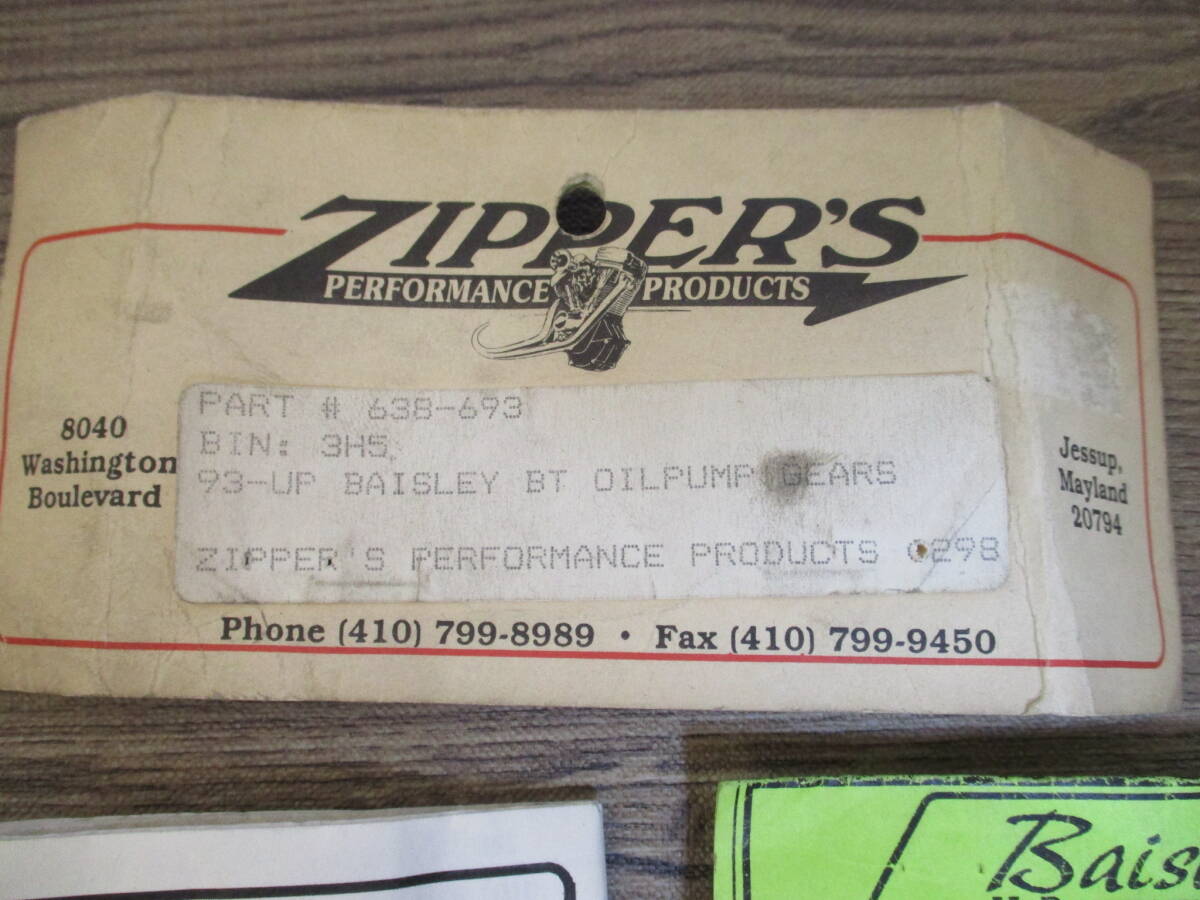 ZIPPER'S
PERFORMANCE PRODUCTS
8040
Washington
Boulevard
PART # 638-693
BIN: 3H5
93-UP BAISLEY BT OILPUMP GEARS
ZIPPER'S PERFORMANCE PRODUCTS 0298
Jessup,
Mayland
20794
Phone (410) 799-8989 • Fax (410) 799-9450